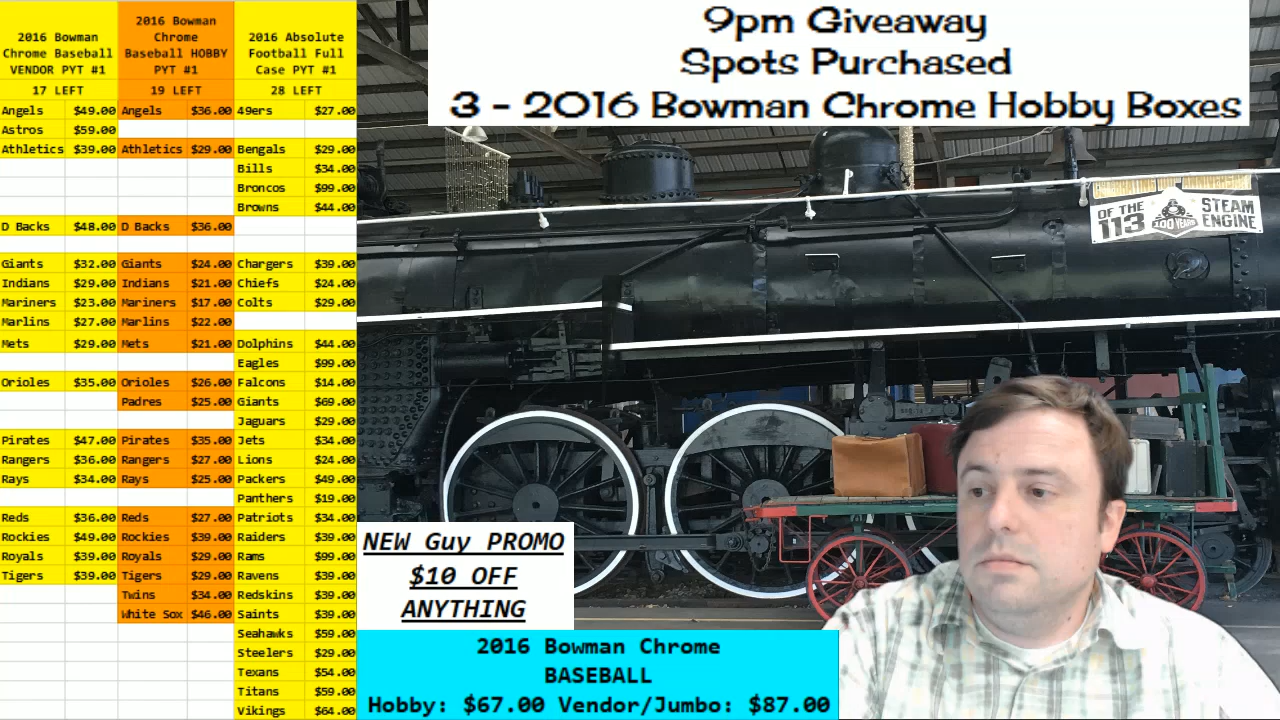 2016 Bowman
Chrome Baseball
VENDOR PYT #1
17 LEFT
2016 Bowman
Chrome
Baseball HOBBY
PYT #1
19 LEFT
2016 Absolute
Football Full
Case PYT #1
28 LEFT
Angels $49.00 Angels $36.00 49ers $27.00
Astros $59.00
Athletics $39.00 Athletics $29.00 Bengals $29.00
Bills $34.00
Broncos $99.00
Browns $44.00
D Backs $48.00 D Backs $36.00
Giants $32.00 Giants $24.00 Chargers $39.00
Indians $29.00 Indians $21.00 Chiefs $24.00
Mariners $23.00 Mariners $17.00 Colts $29.00
Marlins $27.00 Marlins $22.00
Mets $29.00 Mets $21.00 Dolphins $44.00
Eagles $99.00
Orioles $35.00 Orioles $26.00 Falcons $14.00
Padres $25.00 Giants $69.00
Jaguars $29.00
Pirates $47.00 Pirates $35.00 Jets $34.00
Rangers $36.00 Rangers $27.00 Lions $24.00
Rays $34.00 Rays $25.00 Packers $49.00
Panthers $19.00
Reds $36.00 Reds $27.00 Patriots $34.00
Rockies $49.00 Rockies $39.00 Raiders $39.00
Royals $39.00 Royals $29.00 Rams $99.00
Tigers $39.00 Tigers $29.00 Ravens $39.00
Twins $34.00 Redskins $39.00
White Sox $46.00 Saints $39.00
Seahawks $59.00
Steelers $29.00
Texans $54.00
Titans $59.00
Vikings $64.00
9pm Giveaway
Spots Purchased
3 - 2016 Bowman Chrome Hobby Boxes
OF THE
113
100 YEARS
STEAM
ENGINE
NEW Guy PROMO
$10 OFF
ANYTHING
2016 Bowman Chrome
BASEBALL
Hobby: $67.00 Vendor/Jumbo: $87.00